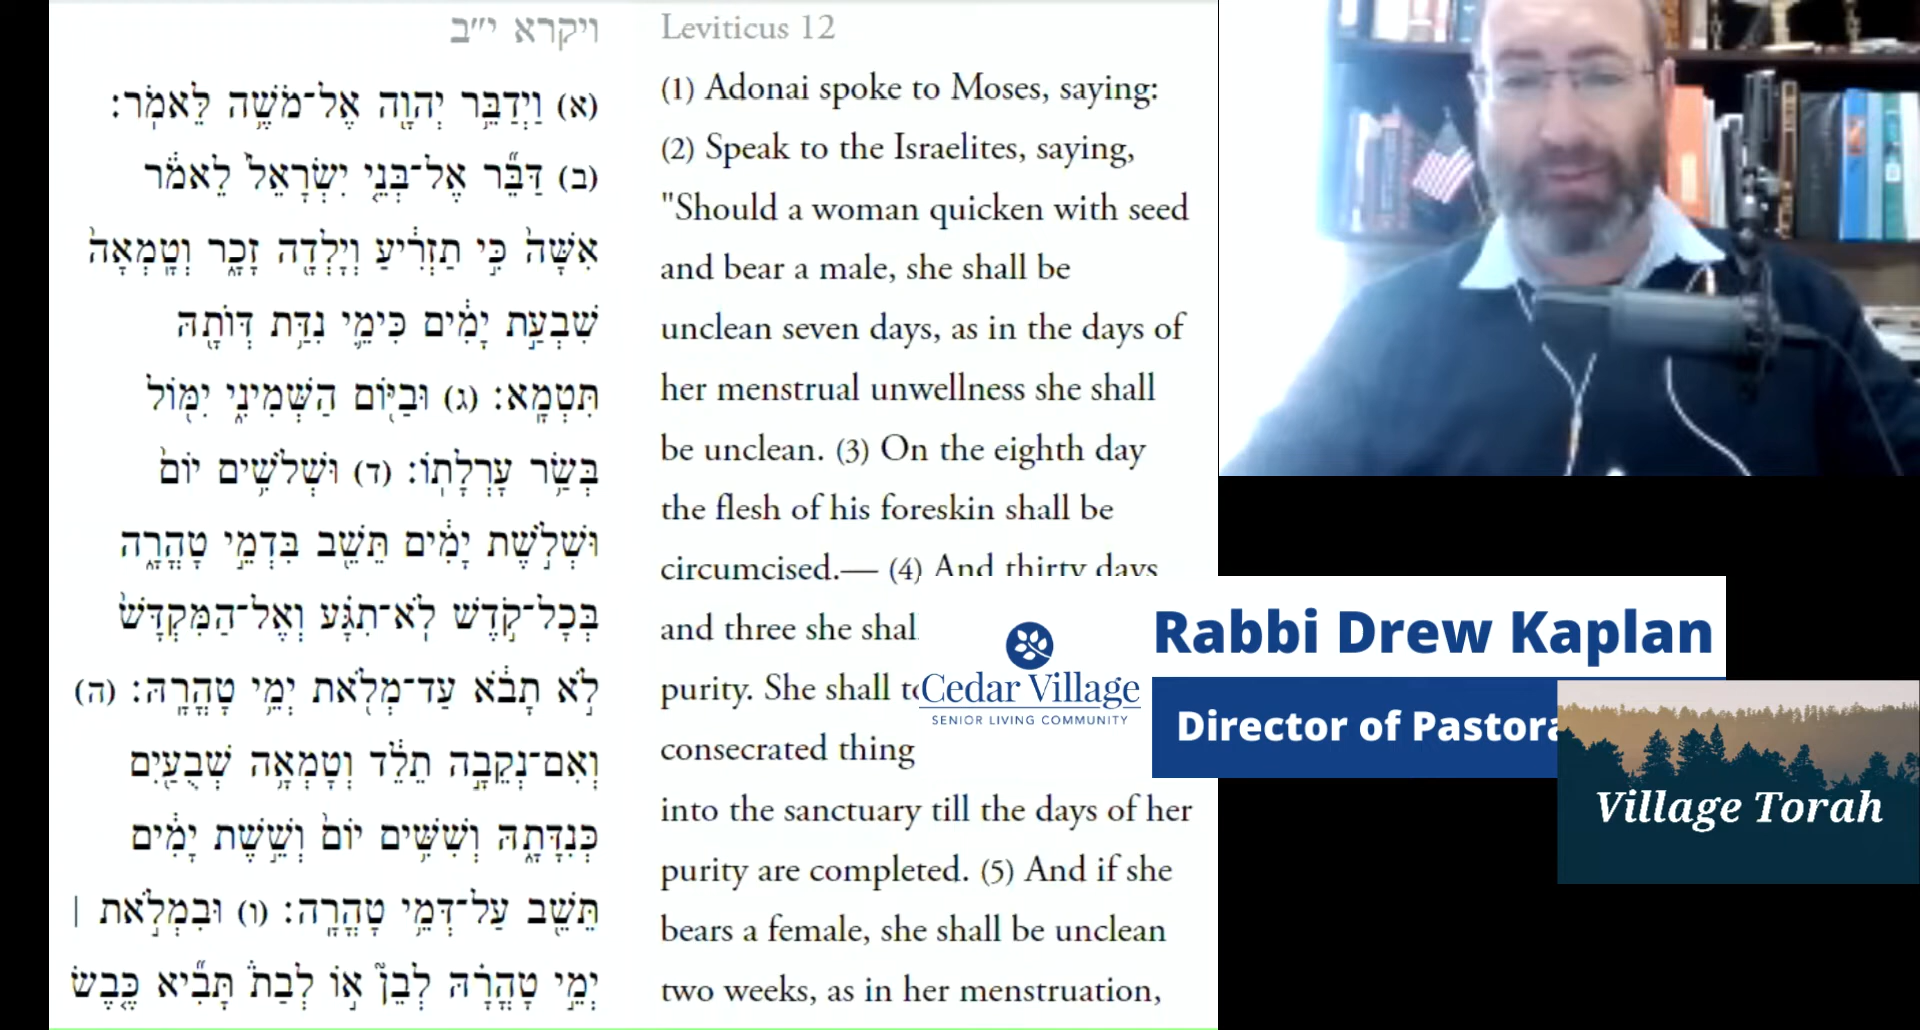 ויקרא י״ב
(א) וַיְדַבֵּ֥ר יְהוָ֖ה אֶל־מֹשֶׁ֥ה לֵּאמֹֽר׃
(ב) דַּבֵּ֞ר אֶל־בְּנֵ֤י יִשְׂרָאֵל֙ לֵאמֹ֔ר
אִשָּׁה֙ כִּ֣י תַזְרִ֔יעַ וְיָלְדָ֖ה זָכָ֑ר וְטָֽמְאָה֙
שִׁבְעַ֣ת יָמִ֔ים כִּימֵ֛י נִדַּ֥ת דְּוֺתָ֖הּ
תִּטְמָֽא׃ (ג) וּבַיּ֖וֹם הַשְּׁמִינִ֑י יִמּ֖וֹל
בְּשַׂ֥ר עָרְלָתֽוֹ׃ (ד) וּשְׁלֹשִׁ֥ים יוֹם֙
וּשְׁלֹ֣שֶׁת יָמִ֔ים תֵּשֵׁ֖ב בִּדְמֵ֣י טָהֳרָ֑ה
בְּכָל־קֹ֣דֶשׁ לֹֽא־תִגָּ֗ע וְאֶל־הַמִּקְדָּשׁ֙
לֹ֣א תָבֹ֔א עַד־מְלֹ֖את יְמֵ֥י טָהֳרָֽהּ׃ (ה)
וְאִם־נְקֵבָ֣ה תֵלֵ֔ד וְטָמְאָ֥ה שְׁבֻעַ֖יִם
כְּנִדָּתָ֑הּ וְשִׁשִּׁ֥ים יוֹם֙ וְשֵׁ֣שֶׁת יָמִ֔ים
תֵּשֵׁ֖ב עַל־דְּמֵ֥י טָהֳרָֽה׃ (ו) וּבִמְלֹ֣את ׀
יְמֵ֣י טָהֳרָ֗הּ לְבֵן֮ א֣וֹ לְבַת֒ תָּבִ֞יא כֶּ֤בֶשׂ
Leviticus 12
(1) Adonai spoke to Moses, saying:
(2) Speak to the Israelites, saying,
"Should a woman quicken with seed
and bear a male, she shall be
unclean seven days, as in the days of
her menstrual unwellness she shall
be unclean. (3) On the eighth day
the flesh of his foreskin shall be
circumcised.— (4) And thirty days
and three she shal
purity. She shall
consecrated thing
into the sanctuary till the days of her
purity are completed. (5) And if she
bears a female, she shall be unclean
two weeks, as in her menstruation,
Cedar Village
SENIOR LIVING COMMUNITY
Rabbi Drew Kaplan
Director of Pastora
Village Torah